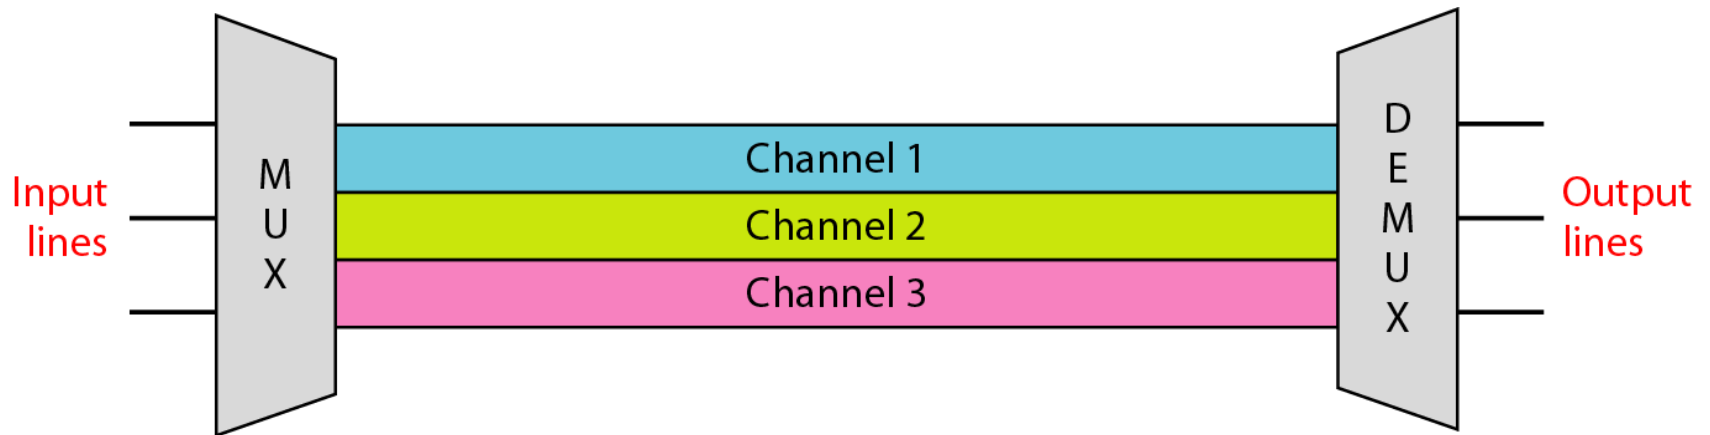 Input
lines
M
U
X
Channel 1
Channel 2
Channel 3
D
E
M
U
X
Output
lines